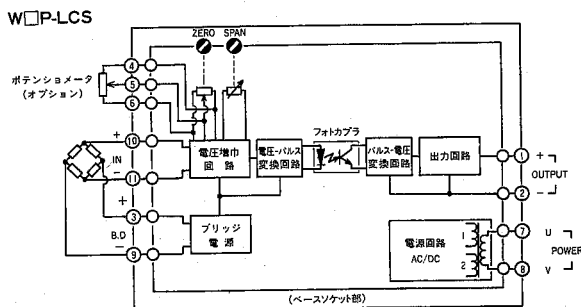 W□P-LCS
ZERO SPAN
ポテンショメータ
(オプション)
4
5
6
+
10
IN
-
11
+
3
B.D
-
9
電圧増巾
回路
電圧-パルス
変換回路
フォトカプラ
パルス-電圧
変換回路
出力回路
ブリッジ
電源
電源回路
AC/DC
1
2
1 +
OUTPUT
2 -
7 U
POWER
8 V
(ベースソケット部)